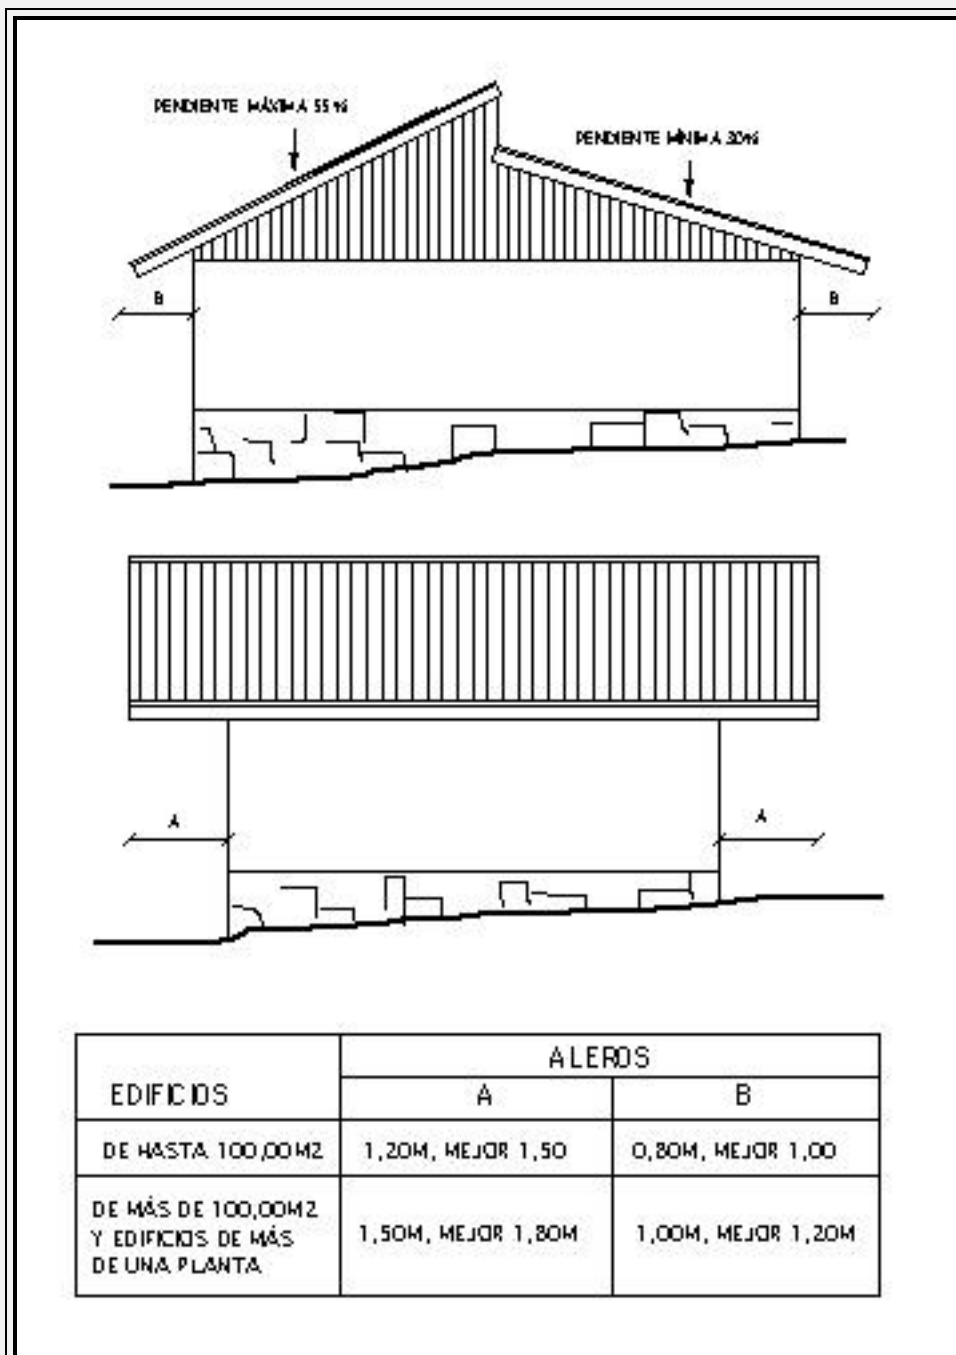 PENDIENTE MÁXIMA 55%
PENDIENTE MÍNIMA 30%
B
B
A
A
EDIFICIOS
ALEROS
A
B
DE HASTA 100,00M2
1,20M, MEJOR 1,50
0,80M, MEJOR 1,00
DE MÁS DE 100,00M2
Y EDIFICIOS DE MÁS
DE UNA PLANTA
1,50M, MEJOR 1,80M
1,00M, MEJOR 1,20M